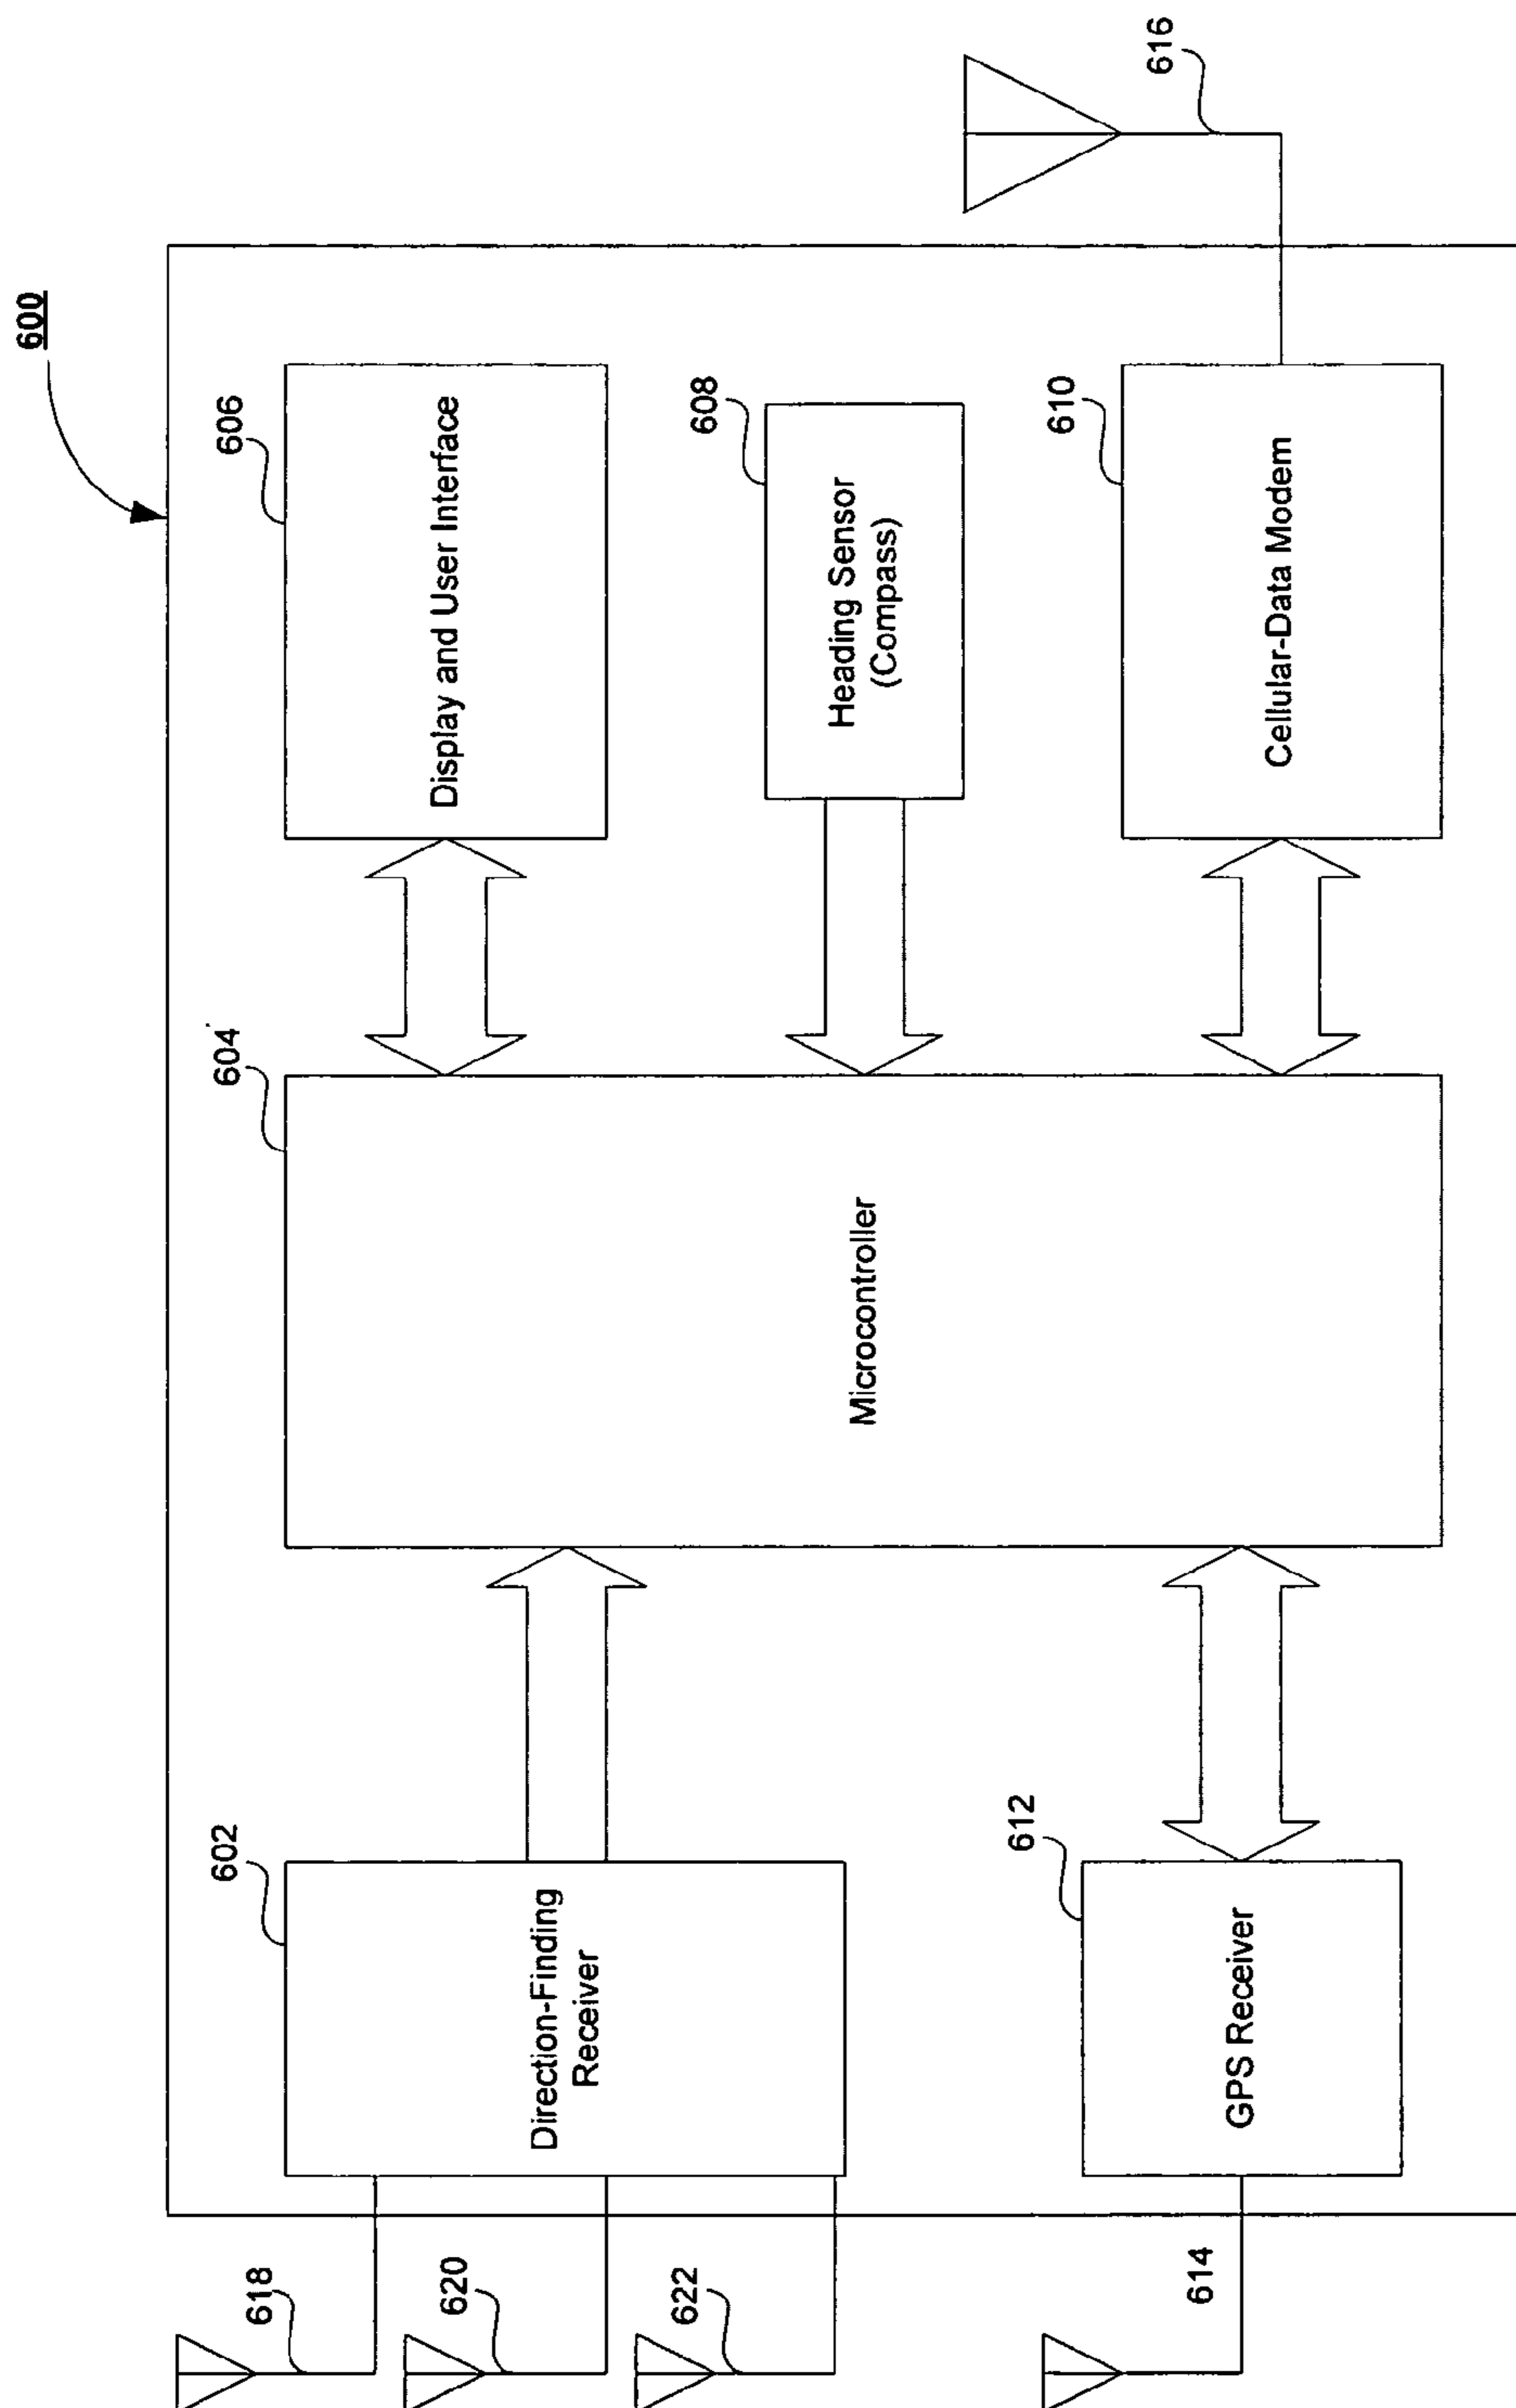 600
618
602
604
606
Direction-Finding
Receiver
Display and User Interface
620
622
Microcontroller
608
Heading Sensor
(Compass)
612
610
614
GPS Receiver
Cellular-Data Modem
616